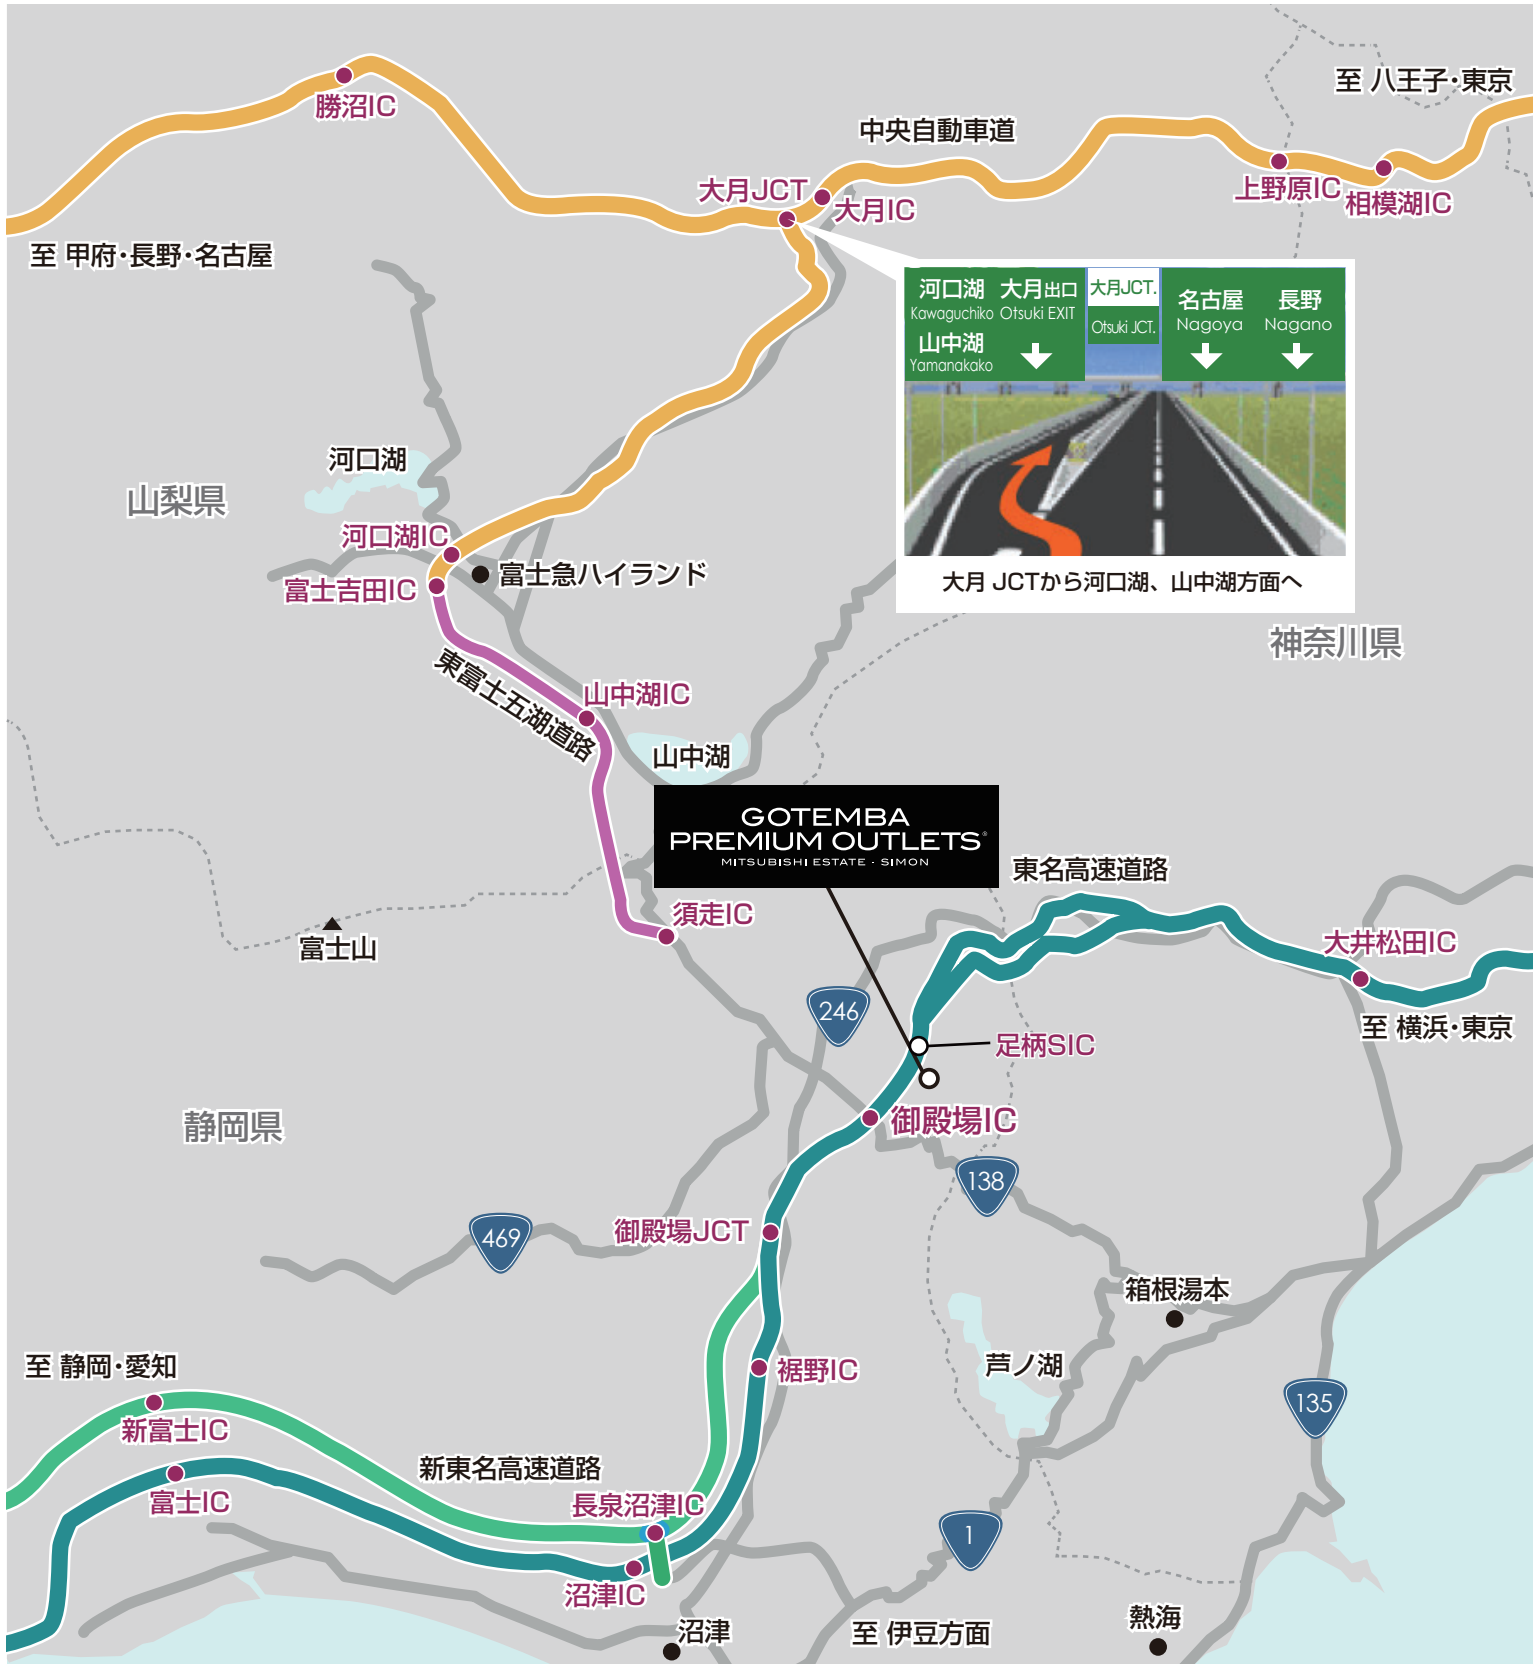 至 八王子・東京
勝沼IC
中央自動車道
大月JCT
大月IC
上野原IC
相模湖IC
至 甲府・長野・名古屋
河口湖
Kawaguchiko
山中湖
Yamanakako
大月出口
Otsuki EXIT
大月JCT.
Otsuki JCT.
名古屋
Nagoya
長野
Nagano
大月 JCTから河口湖、山中湖方面へ
河口湖
山梨県
河口湖IC
富士急ハイランド
富士吉田IC
神奈川県
東富士五湖道路
山中湖IC
山中湖
GOTEMBA
PREMIUM OUTLETS®
MITSUBISHI ESTATE · SIMON
東名高速道路
須走IC
富士山
大井松田IC
246
至 横浜・東京
足柄SIC
静岡県
御殿場IC
138
御殿場JCT
469
箱根湯本
至 静岡・愛知
芦ノ湖
裾野IC
135
新富士IC
新東名高速道路
富士IC
長泉沼津IC
1
沼津IC
沼津
至 伊豆方面
熱海